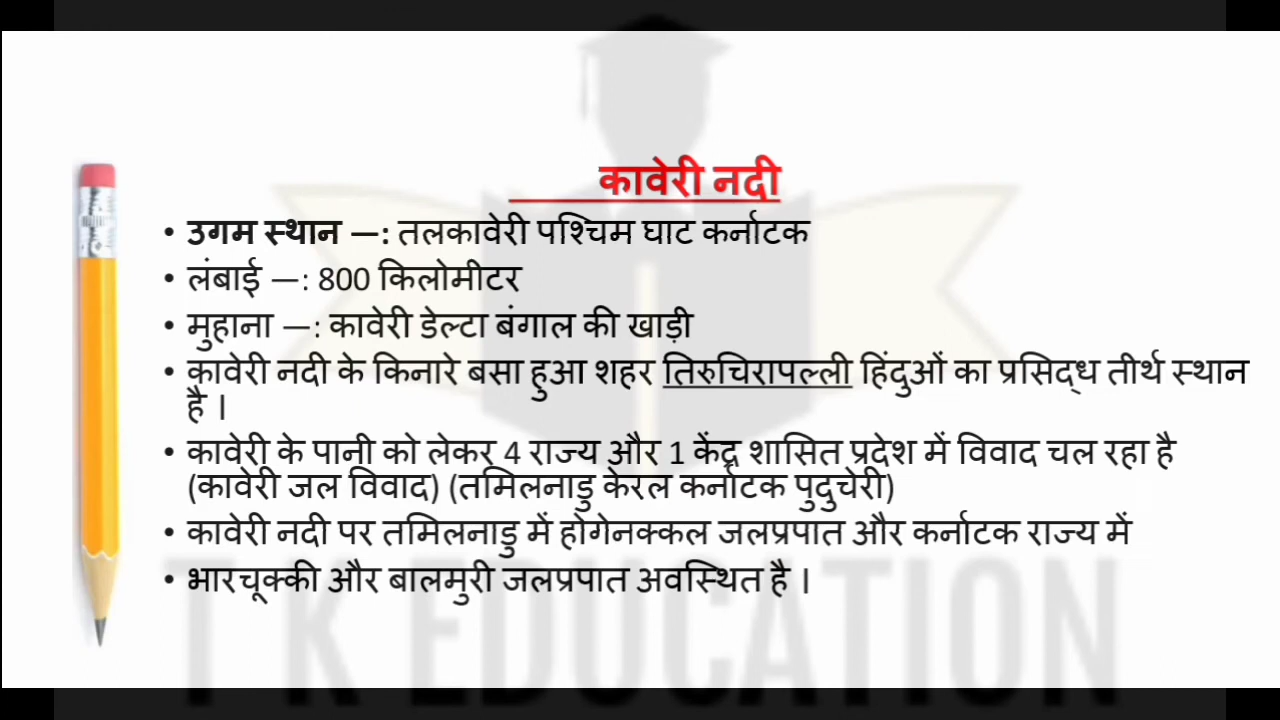 कावेरी नदी
• उगम स्थान —: तलकावेरी पश्चिम घाट कर्नाटक
• लंबाई —: 800 किलोमीटर
• मुहाना —: कावेरी डेल्टा बंगाल की खाड़ी
• कावेरी नदी के किनारे बसा हुआ शहर तिरुचिरापल्ली हिंदुओं का प्रसिद्ध तीर्थ स्थान
है ।
• कावेरी के पानी को लेकर 4 राज्य और 1 केंद्र शासित प्रदेश में विवाद चल रहा है
(कावेरी जल विवाद) (तमिलनाडु केरल कर्नाटक पुदुचेरी)
• कावेरी नदी पर तमिलनाडु में होगेनक्कल जलप्रपात और कर्नाटक राज्य में
• भारचूक्की और बालमुरी जलप्रपात अवस्थित है ।
T K EDUCATION